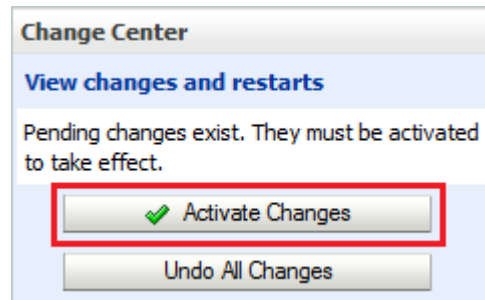 Change Center
View changes and restarts
Pending changes exist. They must be activated
to take effect.
Activate Changes
Undo All Changes